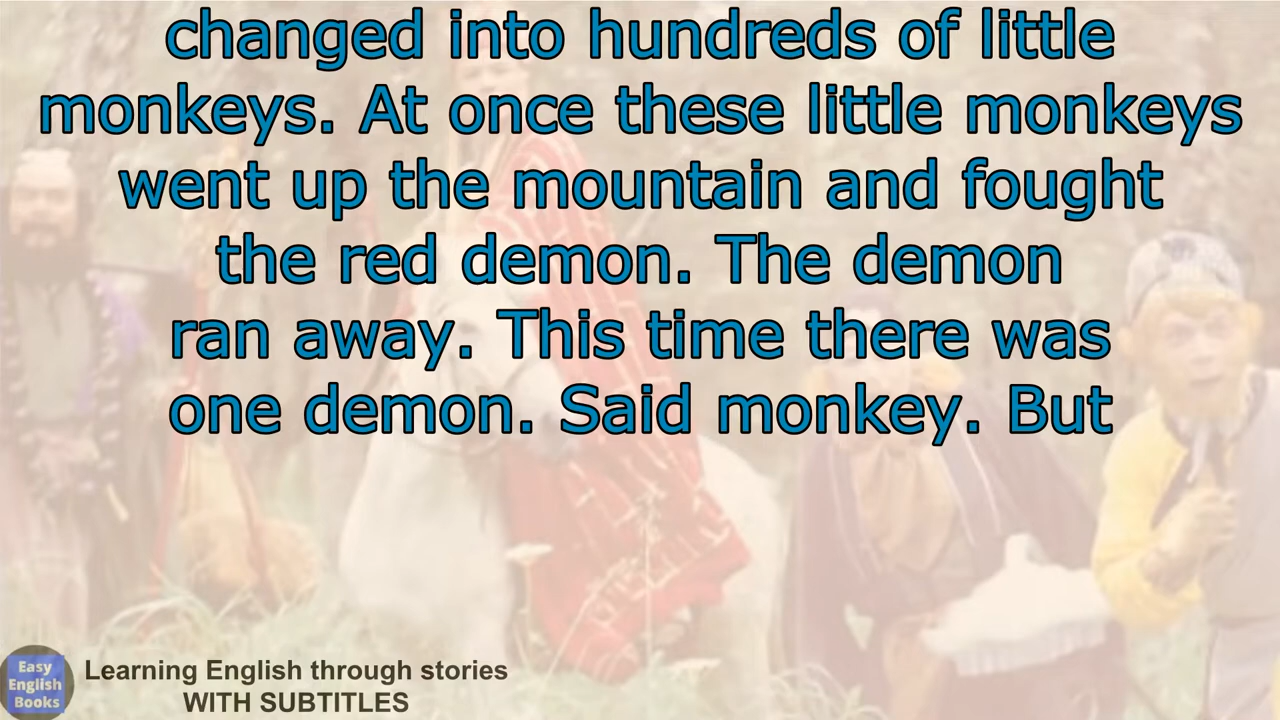 changed into hundreds of little
monkeys. At once these little monkeys
went up the mountain and fought
the red demon. The demon
ran away. This time there was
one demon. Said monkey. But
Easy
English
Books
Learning English through stories
WITH SUBTITLES